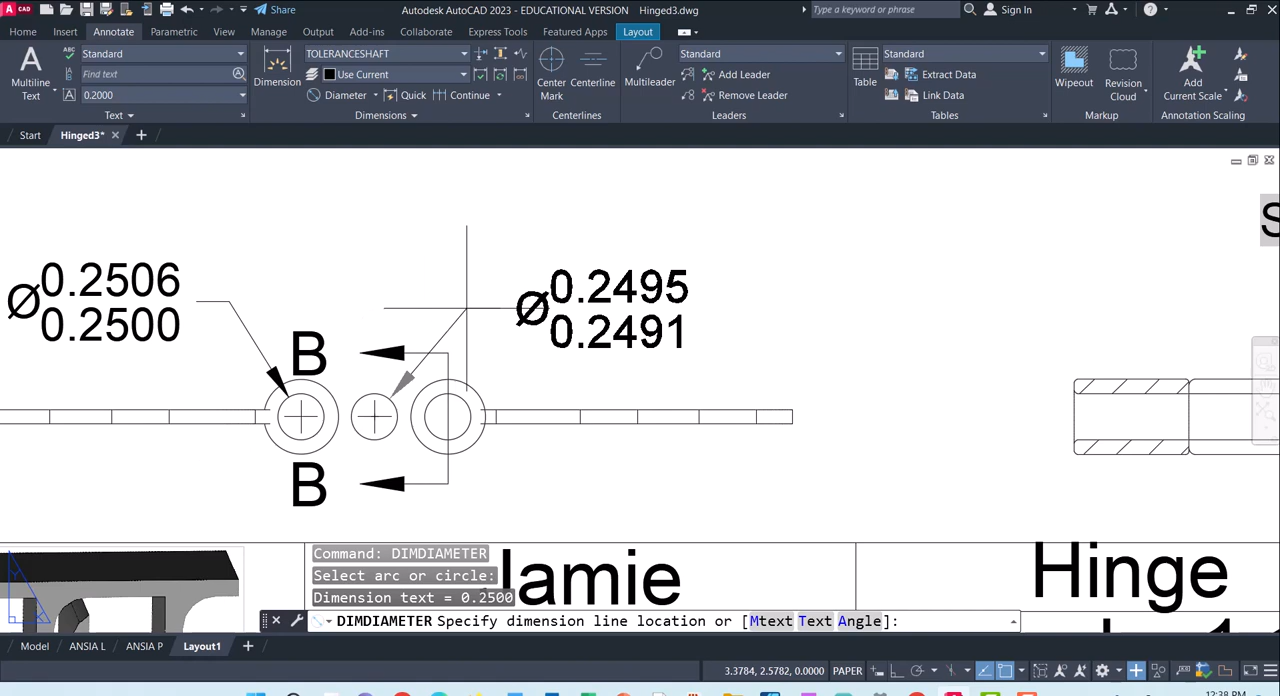 A CAD
Share
Autodesk AutoCAD 2023 - EDUCATIONAL VERSION Hinged3.dwg
Type a keyword or phrase
Sign In
Home Insert Annotate Parametric View Manage Output Add-ins Collaborate Express Tools Featured Apps Layout
A
Multiline
Text
ABC
Standard
Find text
0.2000
Text
Dimension
TOLERANCESHAFT
Use Current
Diameter
Quick
Continue
Dimensions
Center
Mark
Centerline
Centerlines
Multileader
Standard
Add Leader
Remove Leader
Leaders
Table
Standard
Extract Data
Link Data
Tables
Wipeout
Revision
Cloud
Markup
Add
Current Scale
Annotation Scaling
Start Hinged3*
S
0.2506
Ø
0.2500
0.2495
Ø
0.2491
B
B
Command: DIMDIAMETER
Select arc or circle:
Dimension text = 0.2500
Jamie
Hinge
DIMDIAMETER Specify dimension line location or [Mtext Text Angle]:
Model ANSIA L ANSIA P Layout1
3.3784, 2.5782, 0.0000 PAPER
12:38 PM